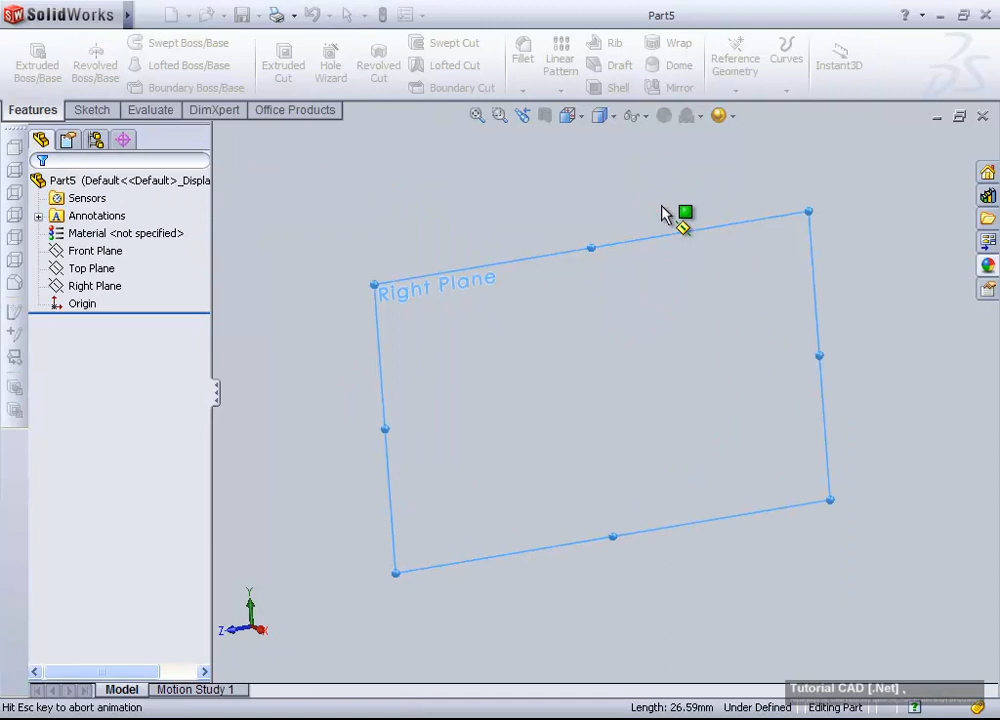 SolidWorks
Part5
Extruded Boss/Base
Revolved Boss/Base
Swept Boss/Base
Lofted Boss/Base
Boundary Boss/Base
Extruded Cut
Hole Wizard
Revolved Cut
Swept Cut
Lofted Cut
Boundary Cut
Fillet
Linear Pattern
Rib
Draft
Shell
Wrap
Dome
Mirror
Reference Geometry
Curves
Instant3D
Features
Sketch
Evaluate
DimXpert
Office Products
Part5 (Default<<Default>_Displa
Sensors
Annotations
Material <not specified>
Front Plane
Top Plane
Right Plane
Origin
Right Plane
Y
Z
X
Model
Motion Study 1
Tutorial CAD [.Net] ,
Hit Esc key to abort animation
Length: 26.59mm
Under Defined
Editing Part